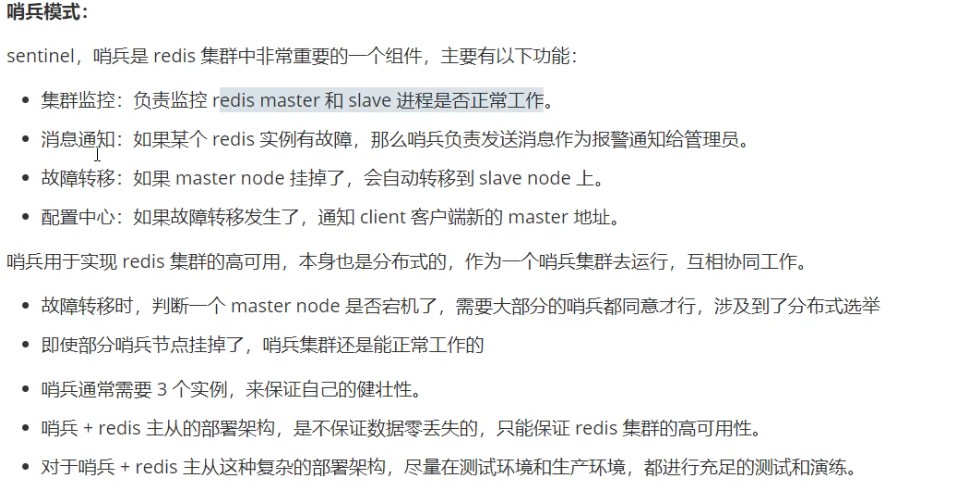 哨兵模式：
sentinel，哨兵是 redis 集群中非常重要的一个组件，主要有以下功能：
集群监控：负责监控 redis master 和 slave 进程是否正常工作。
消息通知：如果某个 redis 实例有故障，那么哨兵负责发送消息作为报警通知给管理员。
故障转移：如果 master node 挂掉了，会自动转移到 slave node 上。
配置中心：如果故障转移发生了，通知 client 客户端新的 master 地址。
哨兵用于实现 redis 集群的高可用，本身也是分布式的，作为一个哨兵集群去运行，互相协同工作。
故障转移时，判断一个 master node 是否宕机了，需要大部分的哨兵都同意才行，涉及到了分布式选举
即使部分哨兵节点挂掉了，哨兵集群还是能正常工作的
哨兵通常需要 3 个实例，来保证自己的健壮性。
哨兵 + redis 主从的部署架构，是不保证数据零丢失的，只能保证 redis 集群的高可用性。
对于哨兵 + redis 主从这种复杂的部署架构，尽量在测试环境和生产环境，都进行充足的测试和演练。